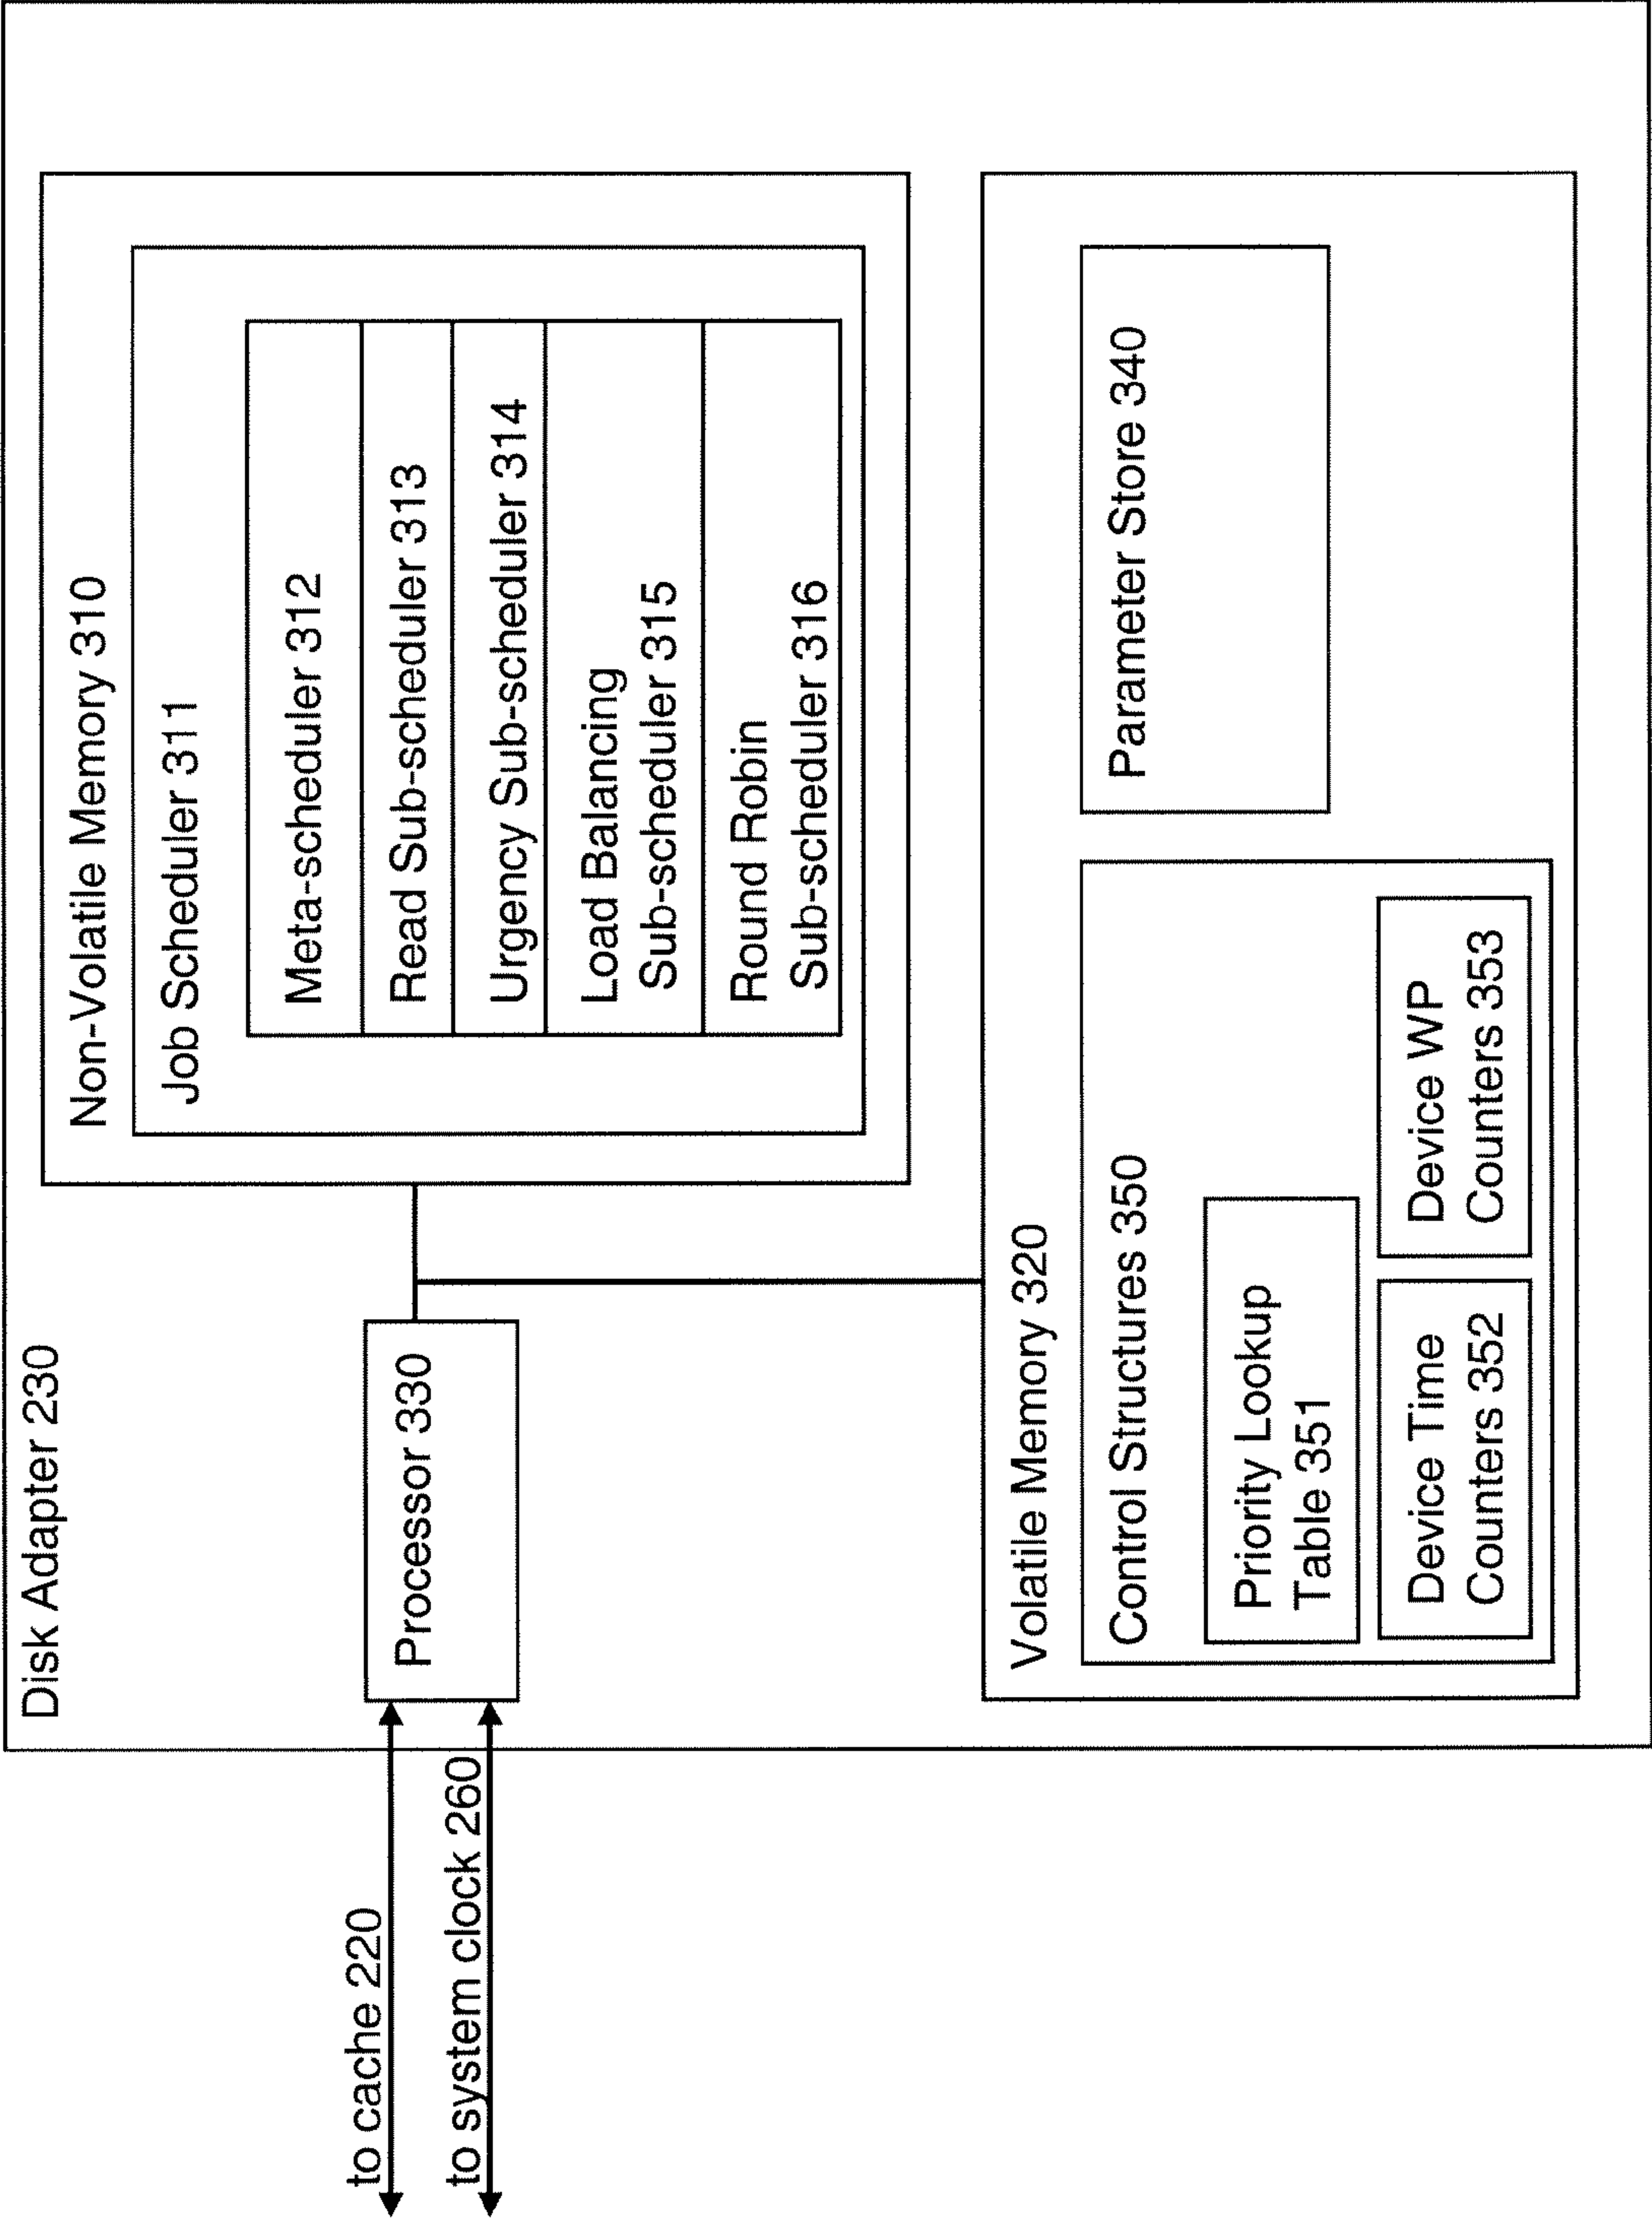 Disk Adapter 230
to cache 220
to system clock 260
Processor 330
Non-Volatile Memory 310
Job Scheduler 311
Meta-scheduler 312
Read Sub-scheduler 313
Urgency Sub-scheduler 314
Load Balancing
Sub-scheduler 315
Round Robin
Sub-scheduler 316
Volatile Memory 320
Control Structures 350
Priority Lookup
Table 351
Device Time
Counters 352
Device WP
Counters 353
Parameter Store 340